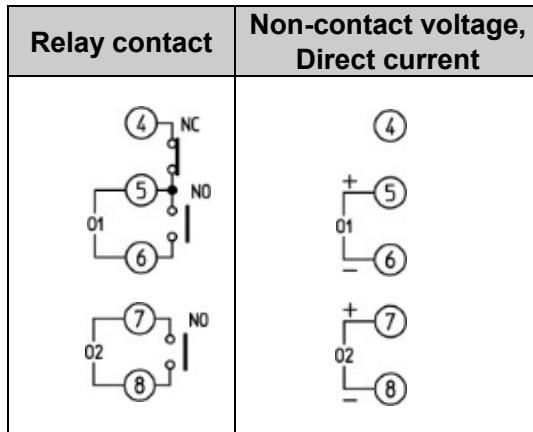 Relay contact
Non-contact voltage,
Direct current
4 NC
5 NO
01
6
7 NO
02
8
4
+ 5
01
− 6
+ 7
02
− 8